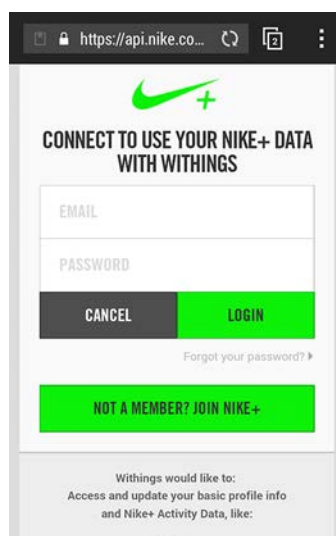 https://api.nike.co... 2
CONNECT TO USE YOUR NIKE+ DATA
WITH WITHINGS
EMAIL
PASSWORD
CANCEL LOGIN
Forgot your password?
NOT A MEMBER? JOIN NIKE+
Withings would like to:
Access and update your basic profile info
and Nike+ Activity Data, like: